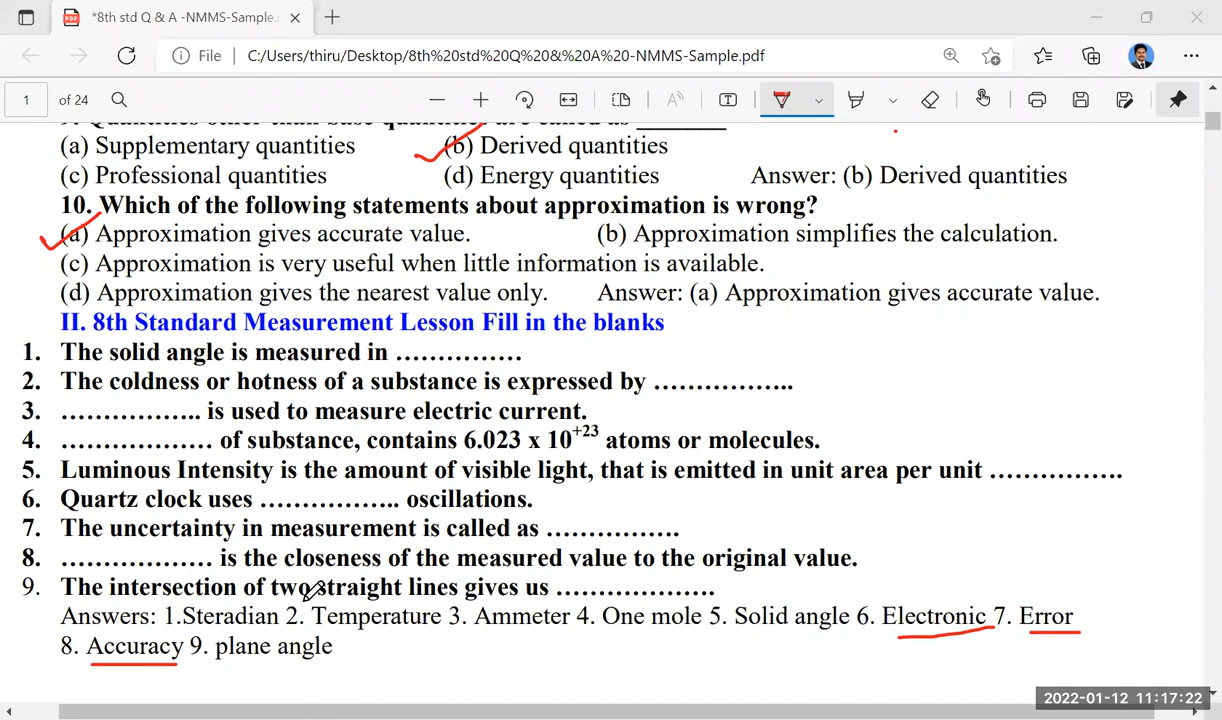 *8th std Q & A -NMMS-Sample.
File C:/Users/thiru/Desktop/8th%20std%20Q%20&%20A%20-NMMS-Sample.pdf
1 of 24
9. Quantities other than base quantities are called as ________
(a) Supplementary quantities (b) Derived quantities
(c) Professional quantities (d) Energy quantities Answer: (b) Derived quantities
10. Which of the following statements about approximation is wrong?
(a) Approximation gives accurate value. (b) Approximation simplifies the calculation.
(c) Approximation is very useful when little information is available.
(d) Approximation gives the nearest value only. Answer: (a) Approximation gives accurate value.
II. 8th Standard Measurement Lesson Fill in the blanks
1. The solid angle is measured in ……………
2. The coldness or hotness of a substance is expressed by ……………..
3. …………….. is used to measure electric current.
4. ……………… of substance, contains 6.023 x 10+23 atoms or molecules.
5. Luminous Intensity is the amount of visible light, that is emitted in unit area per unit …………….
6. Quartz clock uses …………….. oscillations.
7. The uncertainty in measurement is called as …………….
8. ……………… is the closeness of the measured value to the original value.
9. The intersection of two straight lines gives us ……………….
Answers: 1.Steradian 2. Temperature 3. Ammeter 4. One mole 5. Solid angle 6. Electronic 7. Error
8. Accuracy 9. plane angle
2022-01-12 11:17:22